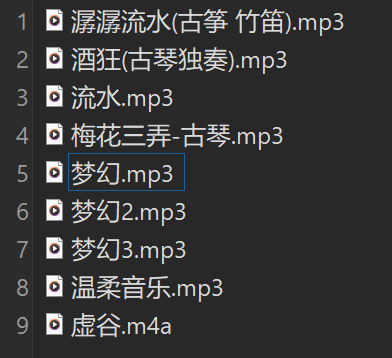 1 潺潺流水(古筝 竹笛).mp3
2 酒狂(古琴独奏).mp3
3 流水.mp3
4 梅花三弄-古琴.mp3
5 梦幻.mp3
6 梦幻2.mp3
7 梦幻3.mp3
8 温柔音乐.mp3
9 虚谷.m4a